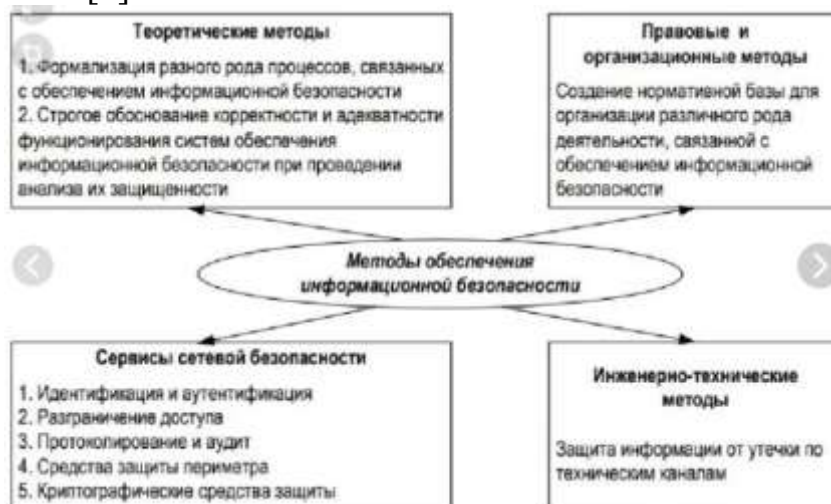 Теоретические методы
1. Формализация разного рода процессов, связанных
с обеспечением информационной безопасности
2. Строгое обоснование корректности и адекватности
функционирования систем обеспечения
информационной безопасности при проведении
анализа их защищенности
Правовые и
организационные методы
Создание нормативной базы для
организации различного рода
деятельности, связанной с
обеспечением информационной
безопасности
Методы обеспечения
информационной безопасности
Сервисы сетевой безопасности
1. Идентификация и аутентификация
2. Разграничение доступа
3. Протоколирование и аудит
4. Средства защиты периметра
5. Криптографические средства защиты
Инженерно-технические
методы
Защита информации от утечки по
техническим каналам